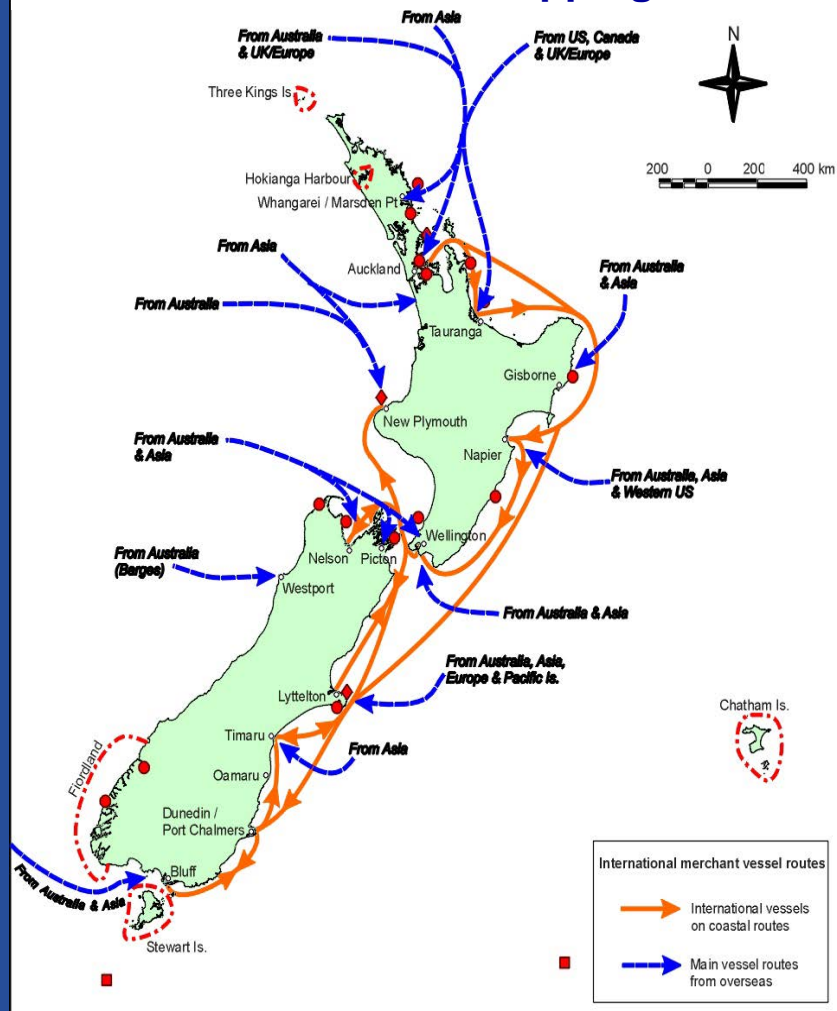 From Asia
From Australia
& UK/Europe
From US, Canada
& UK/Europe
N
Three Kings Is
200 0 200 400 km
Hokianga Harbour
Whangarei / Marsden Pt
From Asia
Auckland
From Australia
& Asia
From Australia
Tauranga
Gisborne
New Plymouth
From Australia
& Asia
Napier
From Australia, Asia
& Western US
Wellington
From Australia
(Barges)
Nelson
Picton
Westport
From Australia & Asia
From Australia, Asia,
Europe & Pacific Is.
Lyttelton
Chatham Is.
Timaru
From Asia
Fiordland
Oamaru
Dunedin /
Port Chalmers
Bluff
From Australia & Asia
Stewart Is.
International merchant vessel routes
International vessels
on coastal routes
Main vessel routes
from overseas